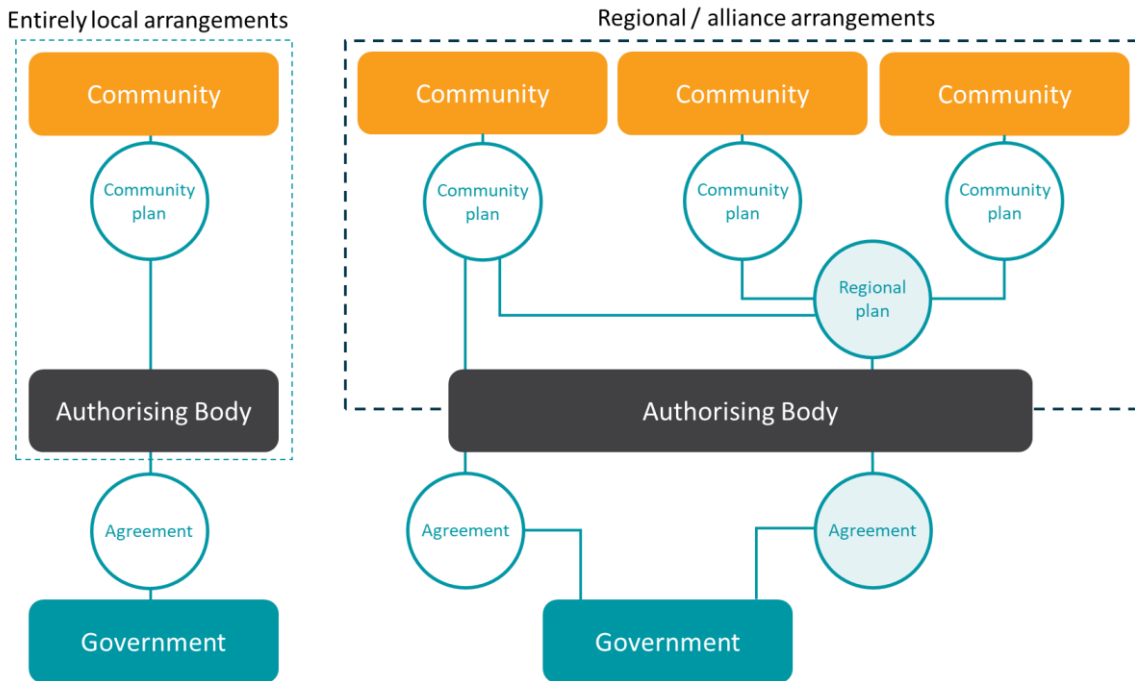 Entirely local arrangements
Regional / alliance arrangements
Community
Community
Community
Community
Community
plan
Community
plan
Community
plan
Community
plan
Regional
plan
Authorising Body
Authorising Body
Agreement
Agreement
Agreement
Government
Government